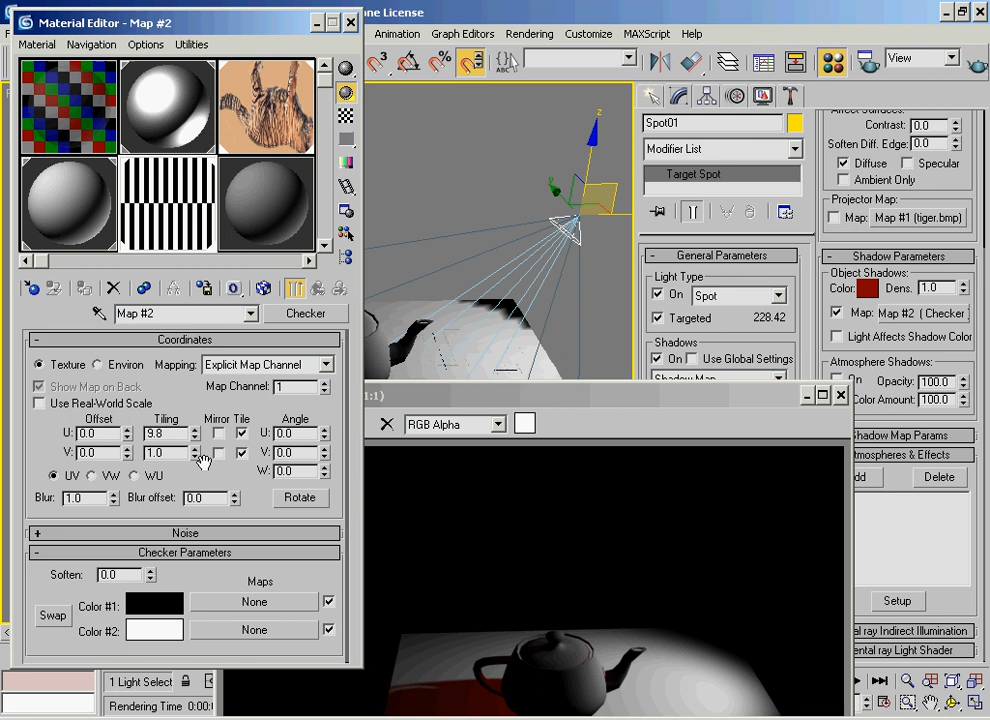 Material Editor - Map #2
one License
Material Navigation Options Utilities
Animation Graph Editors Rendering Customize MAXScript Help
View
Map #2 Checker
Coordinates
Texture Environ Mapping: Explicit Map Channel
Show Map on Back Map Channel: 1
Use Real-World Scale
Offset Tiling Mirror Tile Angle
U: 0.0 9.8 U: 0.0
V: 0.0 1.0 V: 0.0
W: 0.0
UV VW WU
Blur: 1.0 Blur offset: 0.0 Rotate
Noise
Checker Parameters
Soften: 0.0 Maps
Swap Color #1: None
Color #2: None
1 Light Select
Rendering Time 0:00:
z
y
:1)
RGB Alpha
Spot01
Modifier List
Target Spot
General Parameters
Light Type
On Spot
Targeted 228.42
Shadows
On Use Global Settings
Shadow Map
Affect Surfaces:
Contrast: 0.0
Soften Diff. Edge: 0.0
Diffuse Specular
Ambient Only
Projector Map:
Map: Map #1 (tiger.bmp)
Shadow Parameters
Object Shadows:
Color: Dens. 1.0
Map: Map #2 ( Checker
Light Affects Shadow Color
Atmosphere Shadows:
On Opacity: 100.0
Color Amount: 100.0
Shadow Map Params
tmospheres & Effects
dd Delete
Setup
al ray Indirect Illumination
ental ray Light Shader